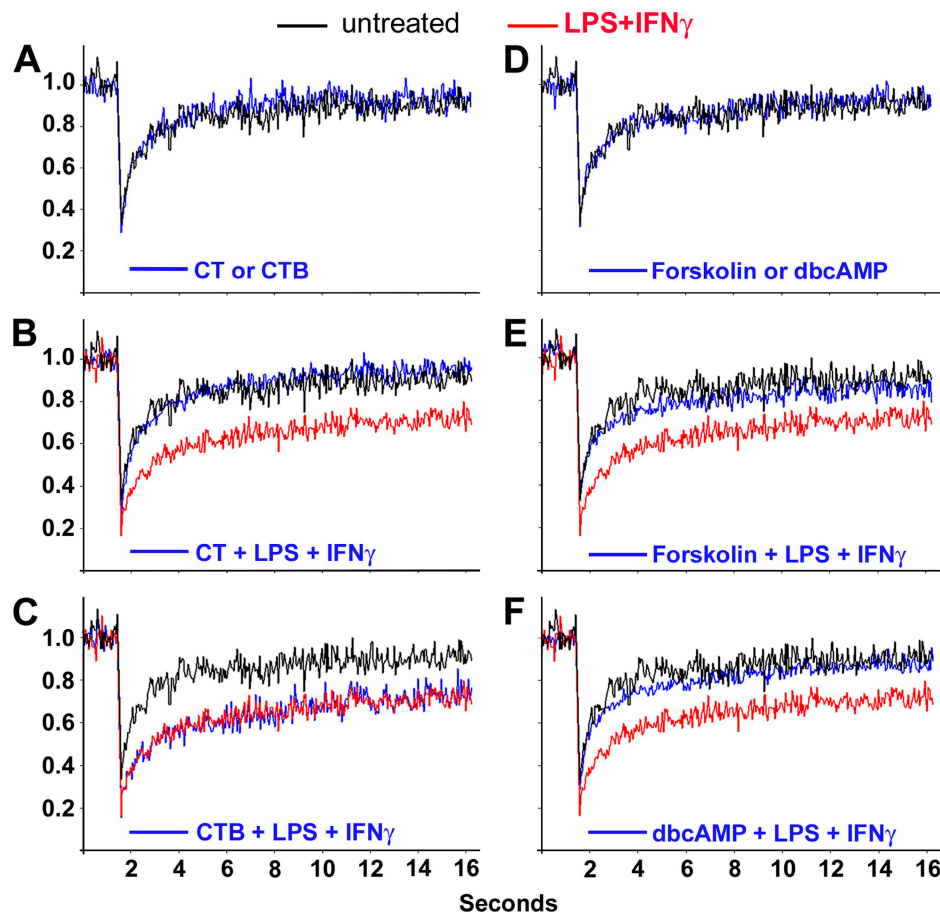 untreated LPS+IFNγ
A
1.0
0.8
0.6
0.4
0.2
CT or CTB
D
Forskolin or dbcAMP
B
1.0
0.8
0.6
0.4
0.2
CT + LPS + IFNγ
E
Forskolin + LPS + IFNγ
C
1.0
0.8
0.6
0.4
0.2
CTB + LPS + IFNγ
2 4 6 8 10 12 14 16
F
dbcAMP + LPS + IFNγ
2 4 6 8 10 12 14 16
Seconds